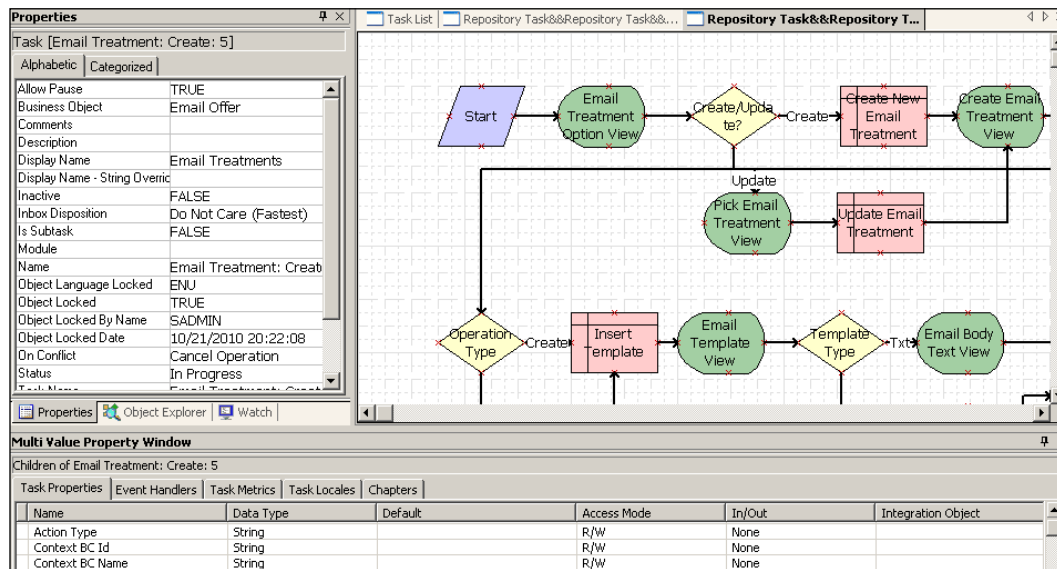 Properties
Task [Email Treatment: Create: 5]
Alphabetic Categorized
Allow Pause TRUE
Business Object Email Offer
Comments
Description
Display Name Email Treatments
Display Name - String Overric
Inactive FALSE
Inbox Disposition Do Not Care (Fastest)
Is Subtask FALSE
Module
Name Email Treatment: Creat
Object Language Locked ENU
Object Locked TRUE
Object Locked By Name SADMIN
Object Locked Date 10/21/2010 20:22:08
On Conflict Cancel Operation
Status In Progress
Task Name Email Treatment: Creat
Properties Object Explorer Watch
Task List Repository Task&&Repository Task&&... Repository Task&&Repository T...
Start
Email
Treatment
Option View
Create/Upda
te?
Create
Create New
Email
Treatment
Create Email
Treatment
View
Update
Pick Email
Treatment
View
Update Email
Treatment
Operation
Type
Create
Insert
Template
Email
Template
View
Template
Type
Txt
Email Body
Text View
Multi Value Property Window
Children of Email Treatment: Create: 5
Task Properties Event Handlers Task Metrics Task Locales Chapters
Name Data Type Default Access Mode In/Out Integration Object
Action Type String R/W None
Context BC Id String R/W None
Context BC Name String R/W None